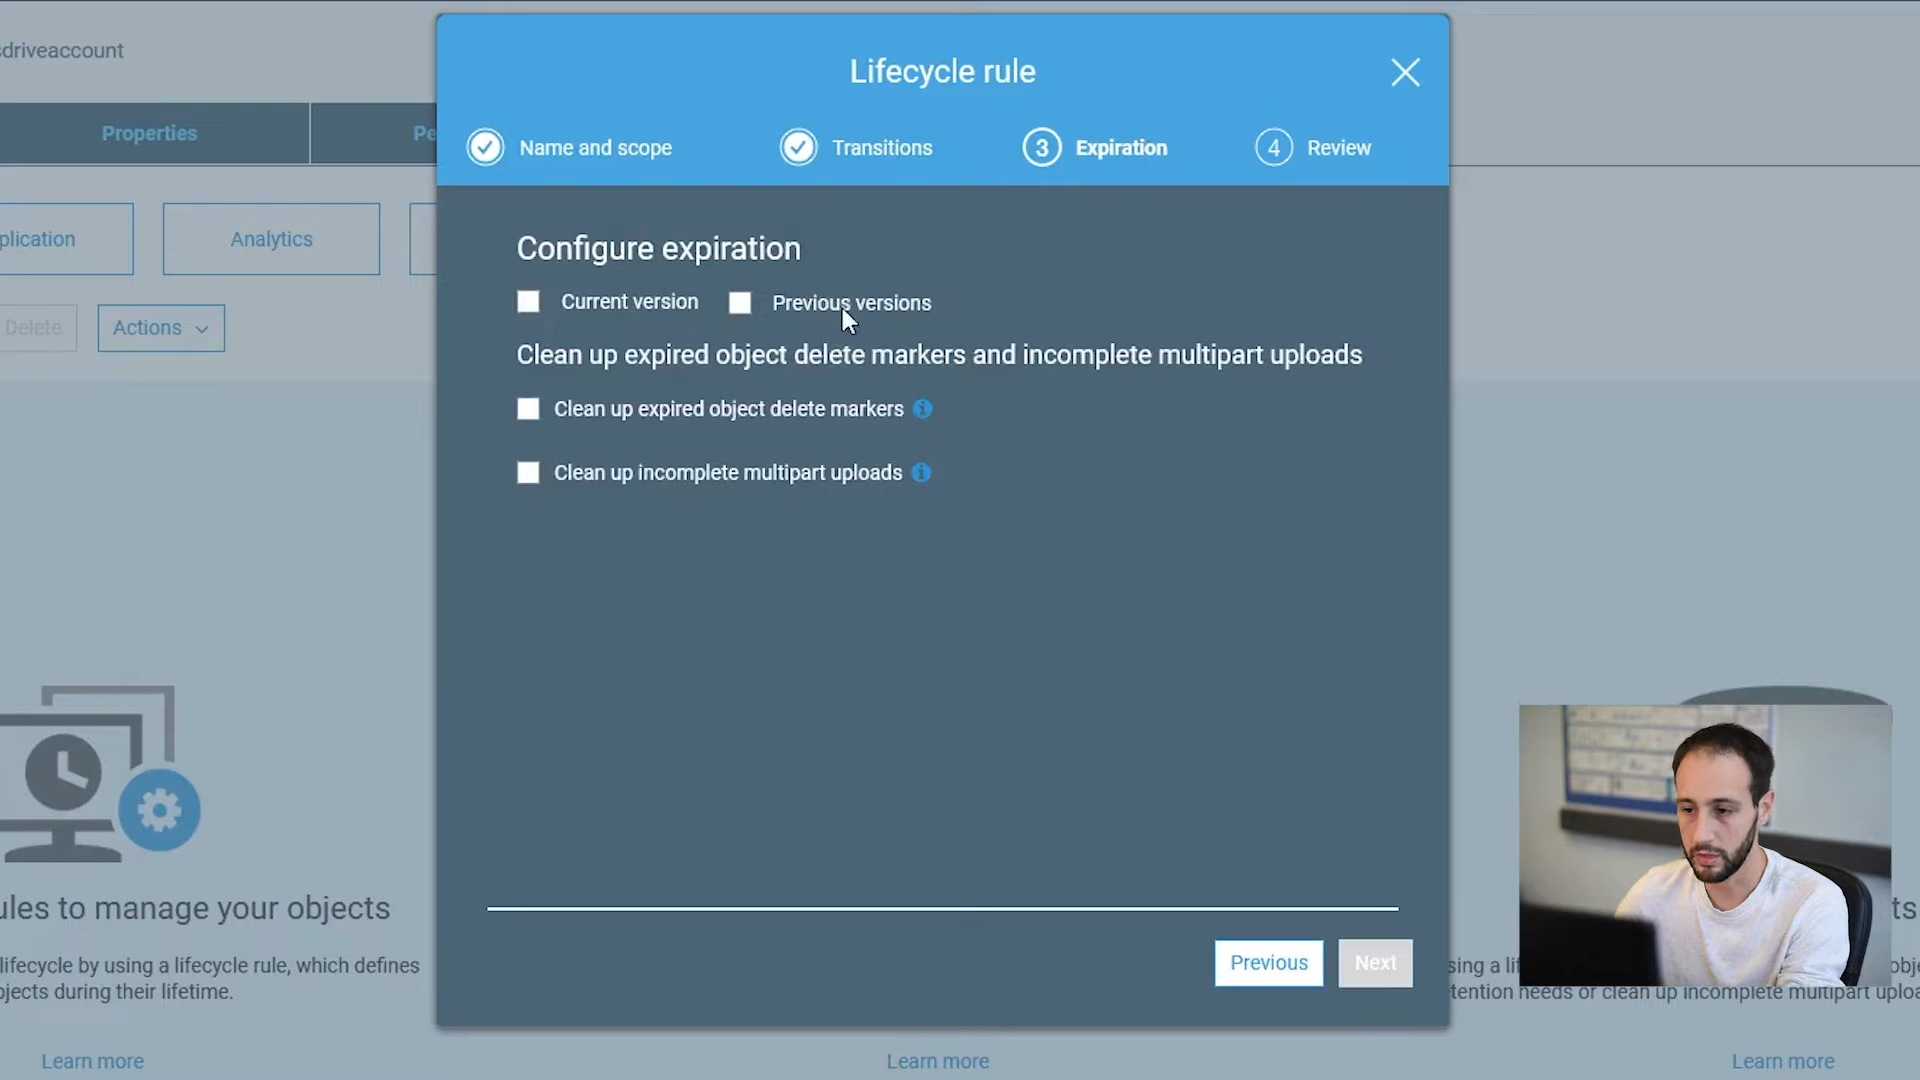 driveaccount
Lifecycle rule
Properties
Pe
Name and scope
Transitions
3 Expiration
4 Review
plication
Analytics
Configure expiration
Current version
Previous versions
Delete
Actions
Clean up expired object delete markers and incomplete multipart uploads
Clean up expired object delete markers
Clean up incomplete multipart uploads
ules to manage your objects
ts
lifecycle by using a lifecycle rule, which defines
bjects during their lifetime.
sing a lif
obje
tention needs or clean up incomplete multipart uploa
Previous
Next
Learn more
Learn more
Learn more